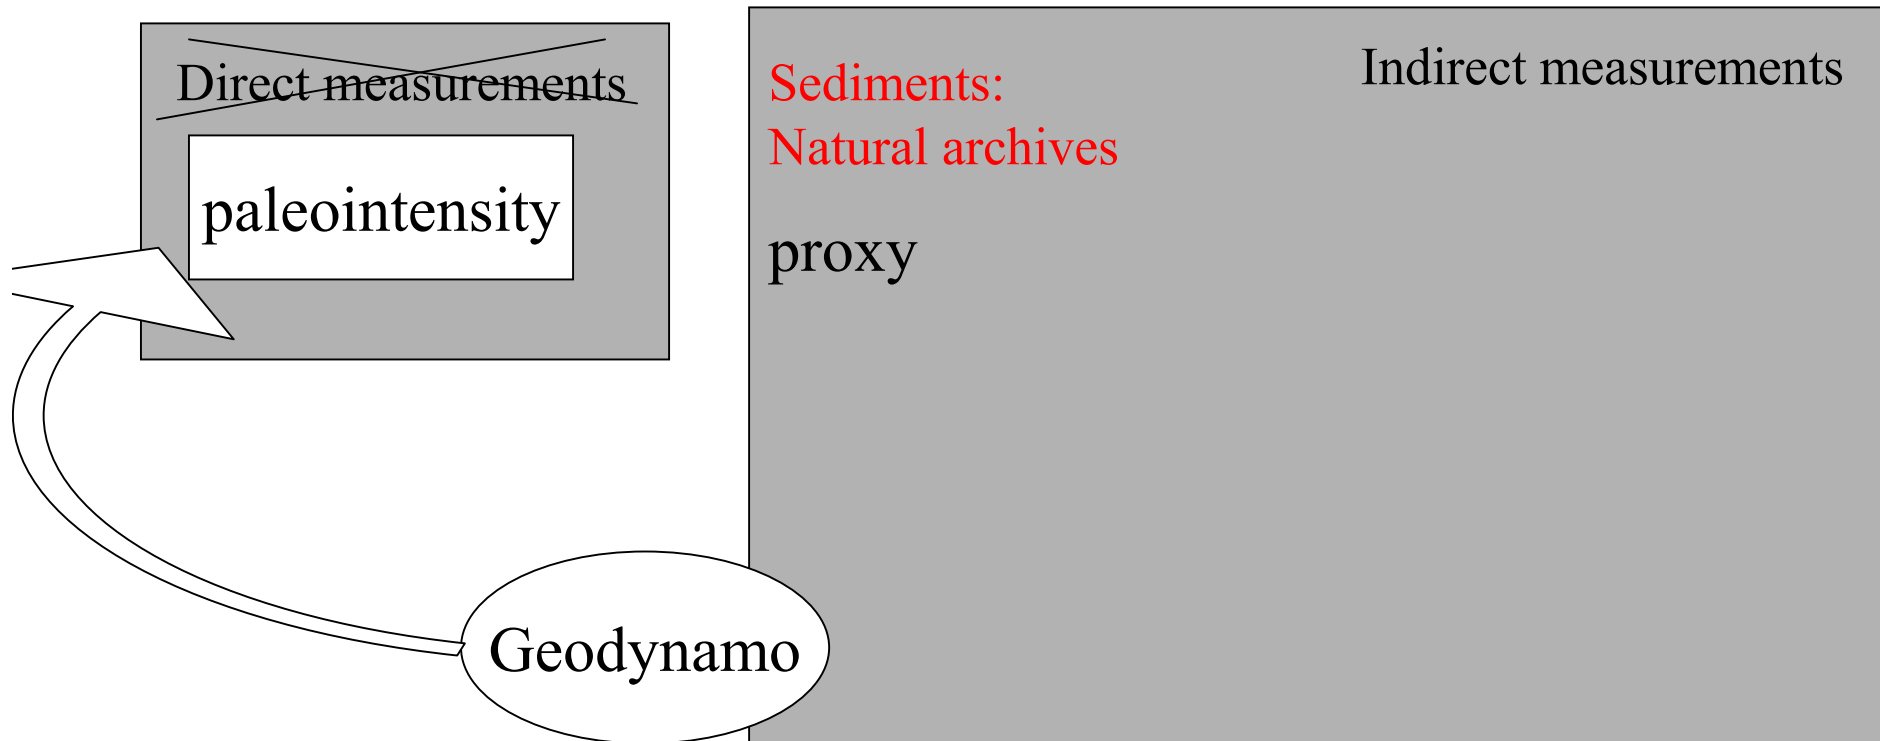 Direct measurements
paleointensity
Sediments:
Natural archives
Indirect measurements
proxy
Geodynamo